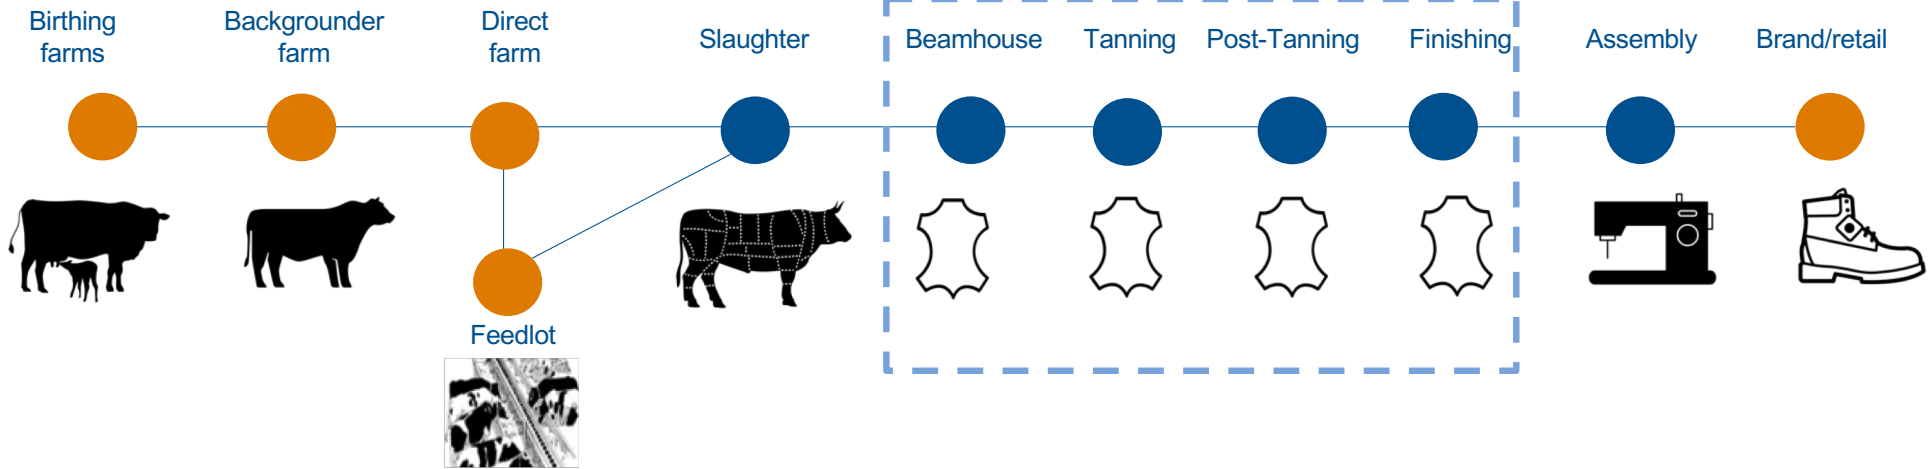 Birthing
farms
Backgrounder
farm
Direct
farm
Slaughter
Beamhouse
Tanning
Post-Tanning
Finishing
Assembly
Brand/retail
Feedlot